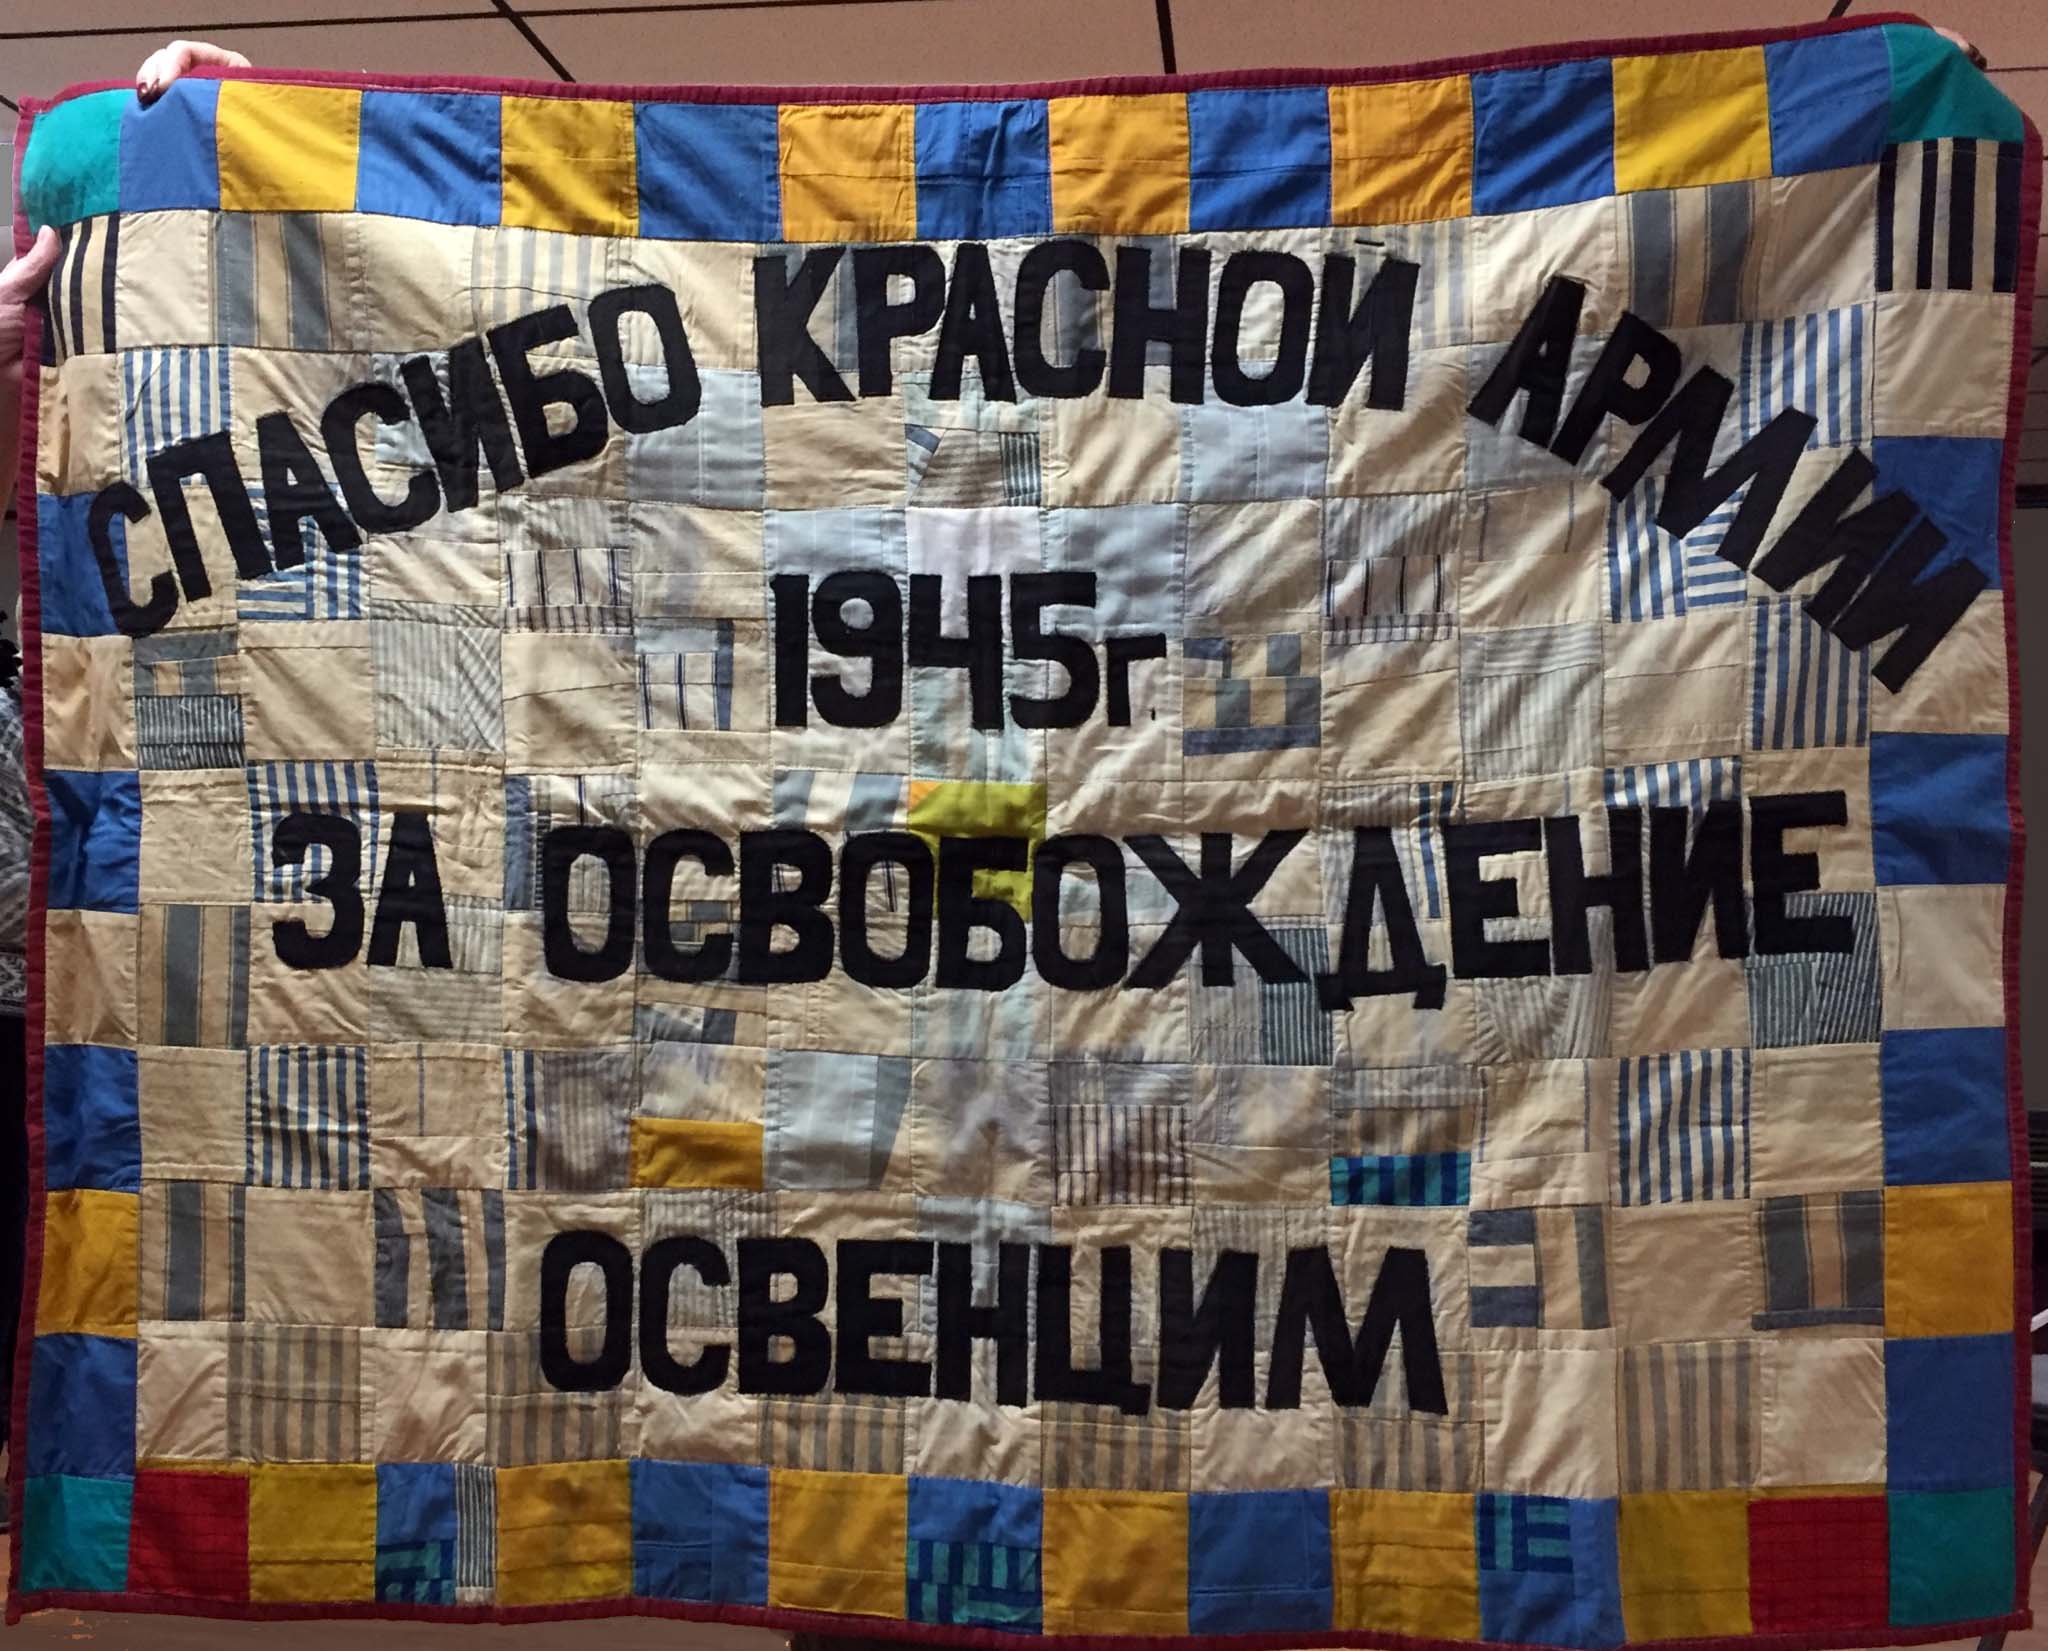 СПАСИБО КРАСНОЙ АРМИИ
1945г.
ЗА ОСВОБОЖДЕНИЕ
ОСВЕНЦИМ